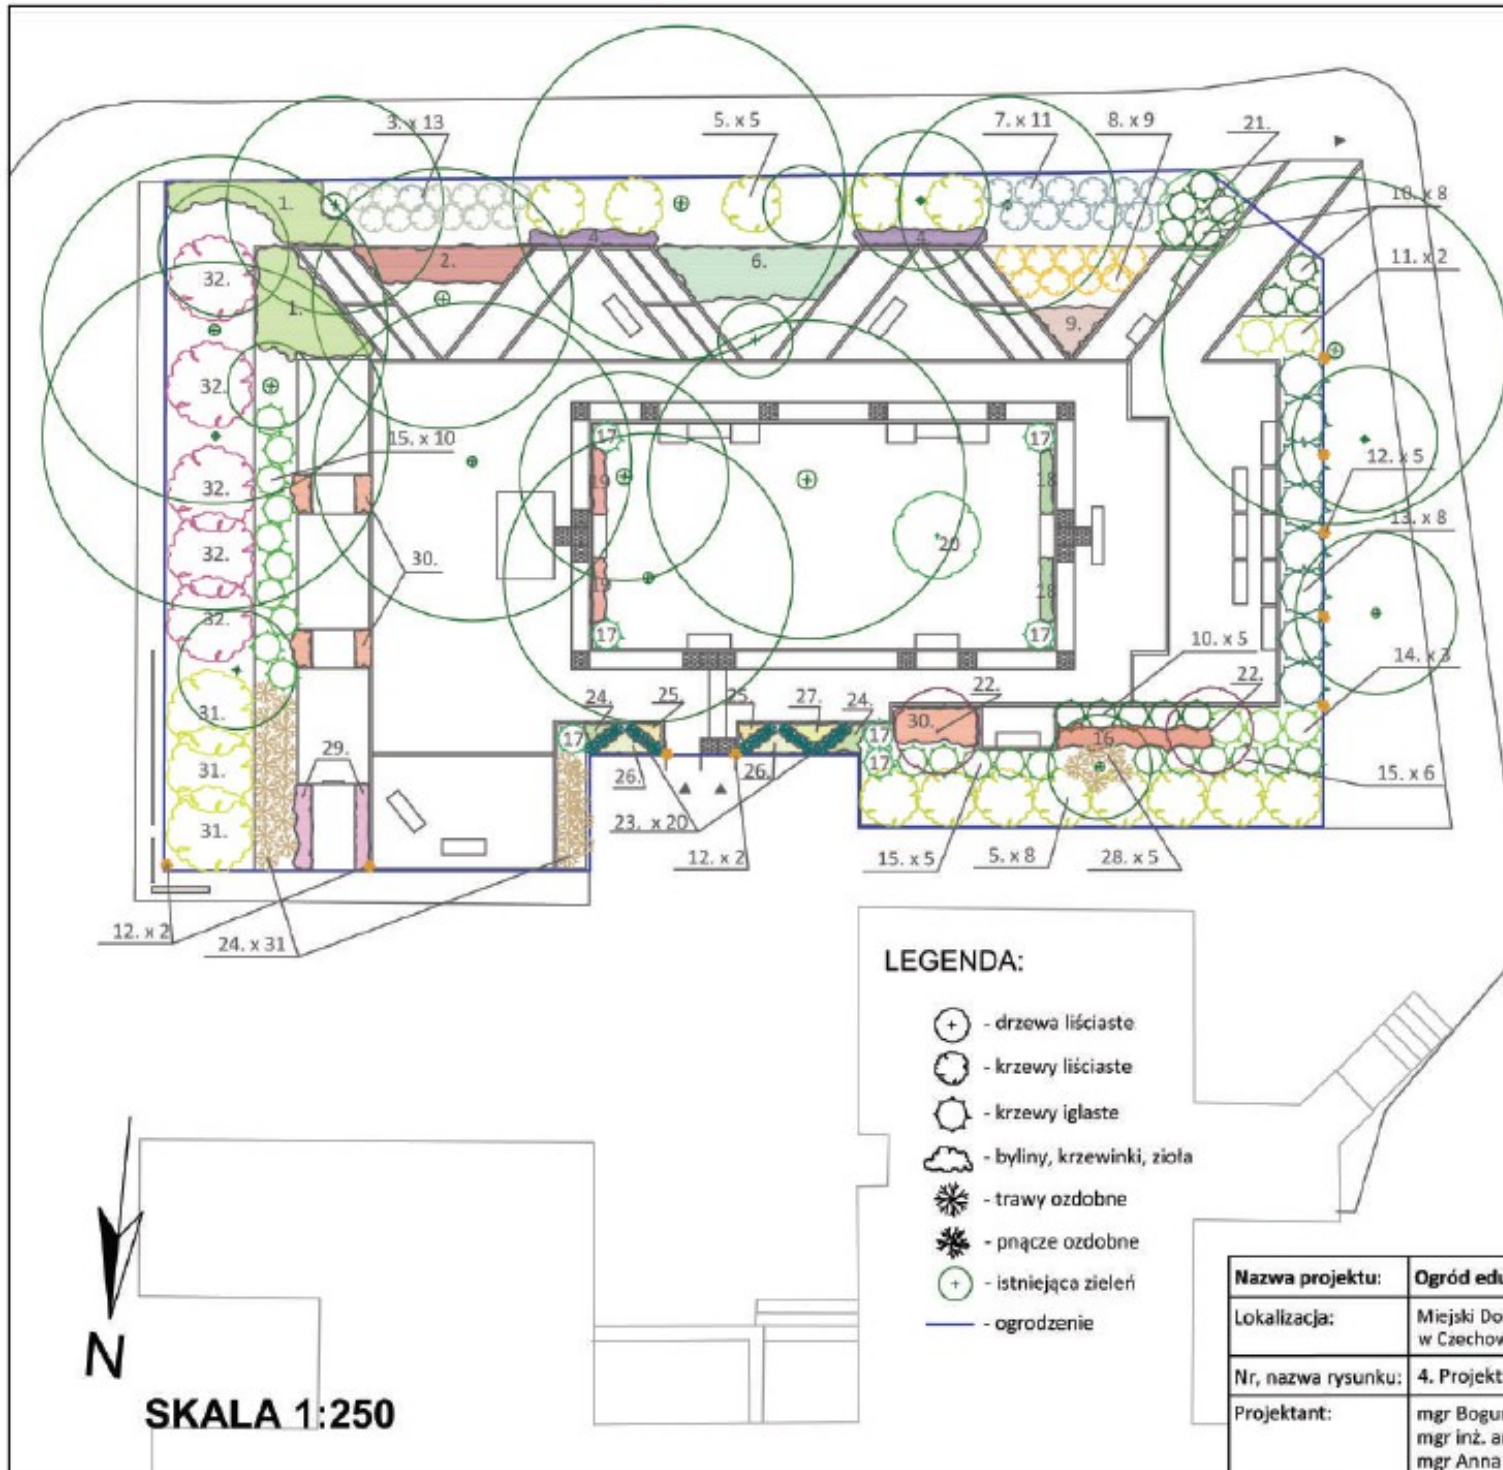 3. x 13
5. x 5
7. x 11
8. x 9
21.
1.
10. x 8
32.
2.
4.
6.
4.
11. x 2
1.
9.
32.
15. x 10
17
17
12. x 5
32.
19
18
13. x 8
20
32.
30.
32.
19
18
17
17
10. x 5
14. x 3
31.
29.
24.
25.
25.
27.
24.
22.
22.
17
17
30.
16.
31.
26.
26.
17
15. x 6
31.
23. x 20
12. x 2
15. x 5
5. x 8
28. x 5
12. x 2
24. x 31
LEGENDA:
- drzewa liściaste
- krzewy liściaste
- krzewy iglaste
- byliny, krzewinki, zioła
- trawy ozdobne
- pnącze ozdobne
- istniejąca zieleń
- ogrodzenie
N
SKALA 1:250
Nazwa projektu: Ogród edu
Lokalizacja: Miejski Do
w Czechow
Nr, nazwa rysunku: 4. Projekt
Projektant: mgr Bogu
mgr inż. a
mgr Anna